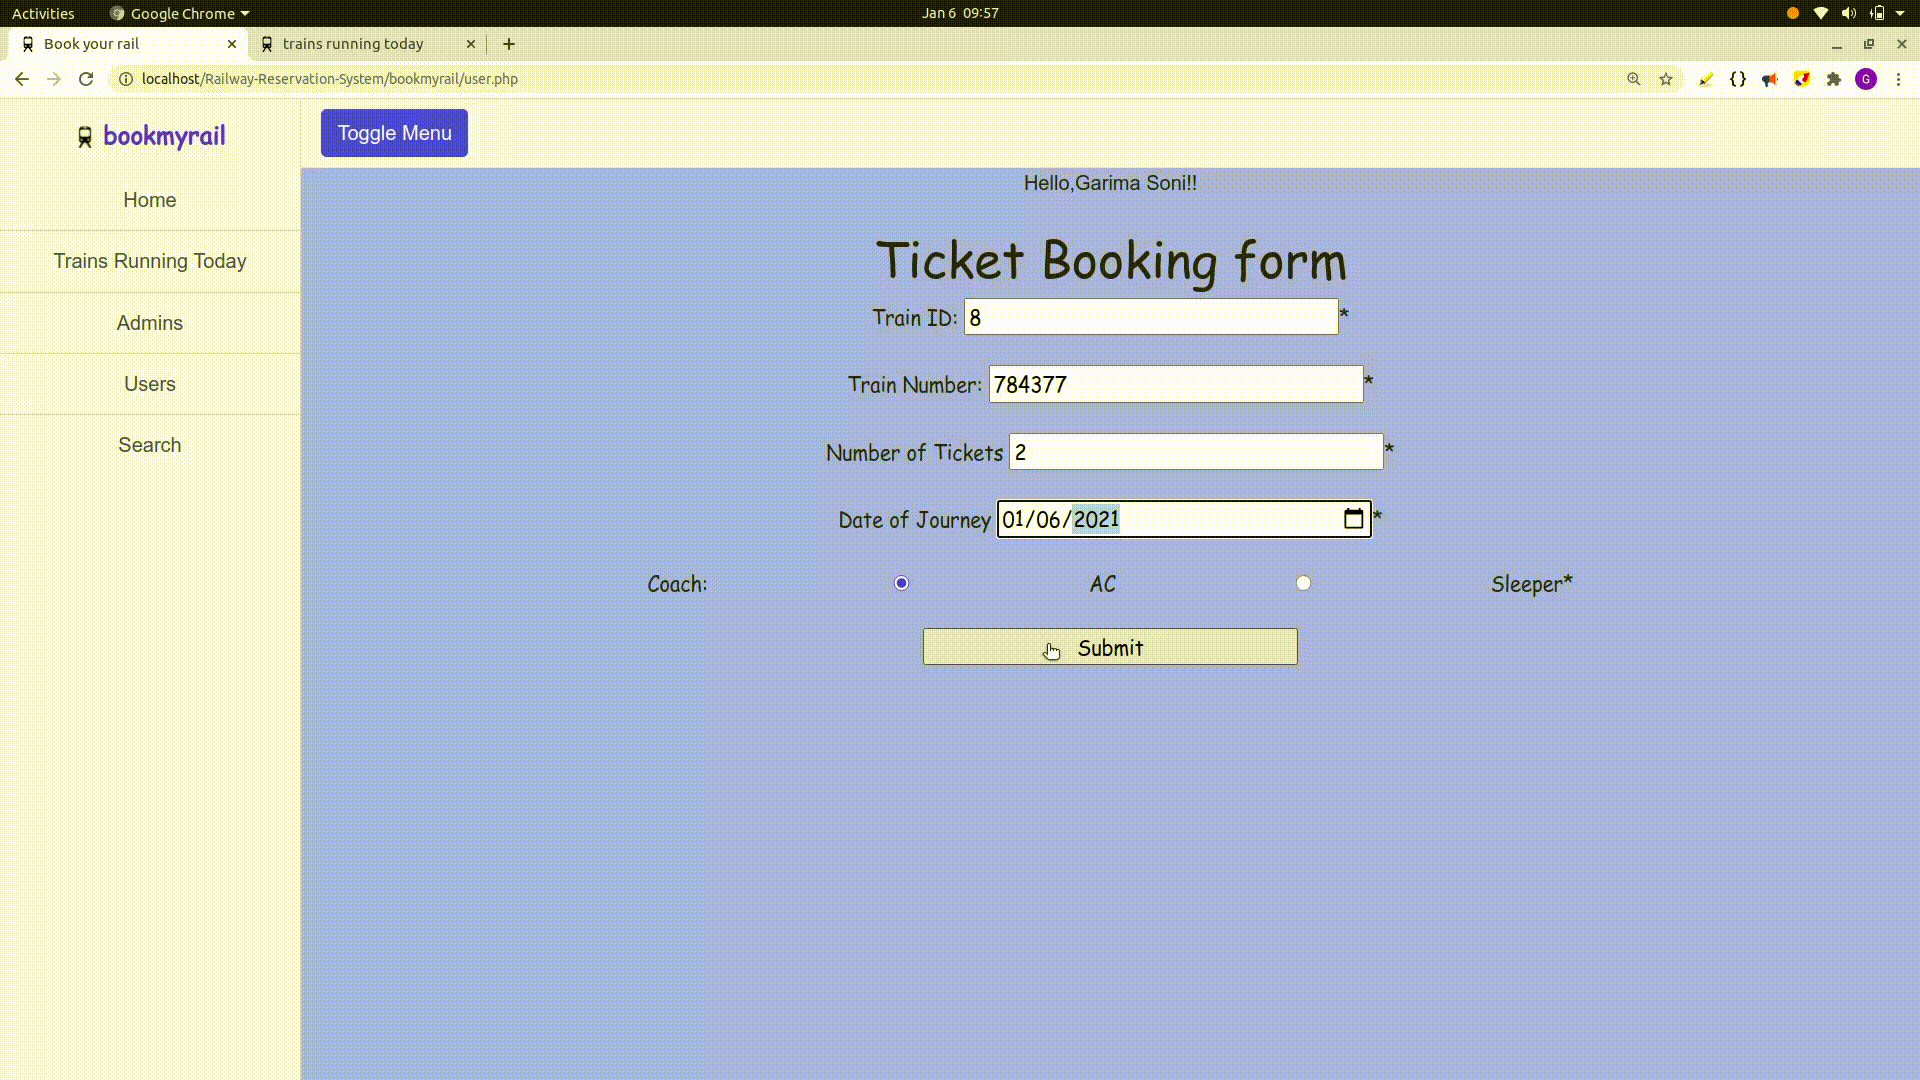 Activities
Google Chrome
Jan 6 09:57
Book your rail
trains running today
localhost/Railway-Reservation-System/bookmyrail/user.php
G
bookmyrail
Toggle Menu
Home
Trains Running Today
Admins
Users
Search
Hello,Garima Soni!!
Ticket Booking form
Train ID: 8*
Train Number: 784377*
Number of Tickets 2*
Date of Journey 01/06/2021*
Coach: AC Sleeper*
Submit